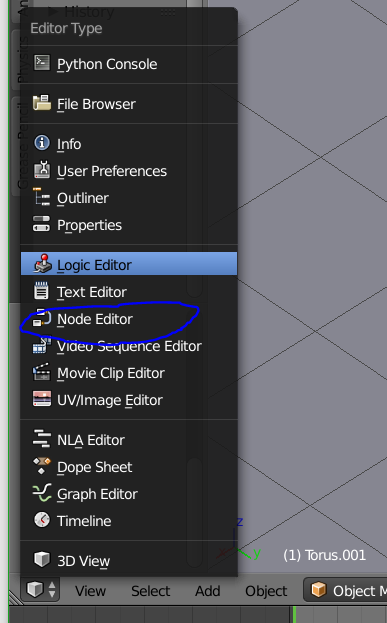 History
Editor Type
Python Console
File Browser
Info
User Preferences
Outliner
Properties
Logic Editor
Text Editor
Node Editor
Video Sequence Editor
Movie Clip Editor
UV/Image Editor
NLA Editor
Dope Sheet
Graph Editor
Timeline
3D View
z
y
(1) Torus.001
View Select Add Object Object M